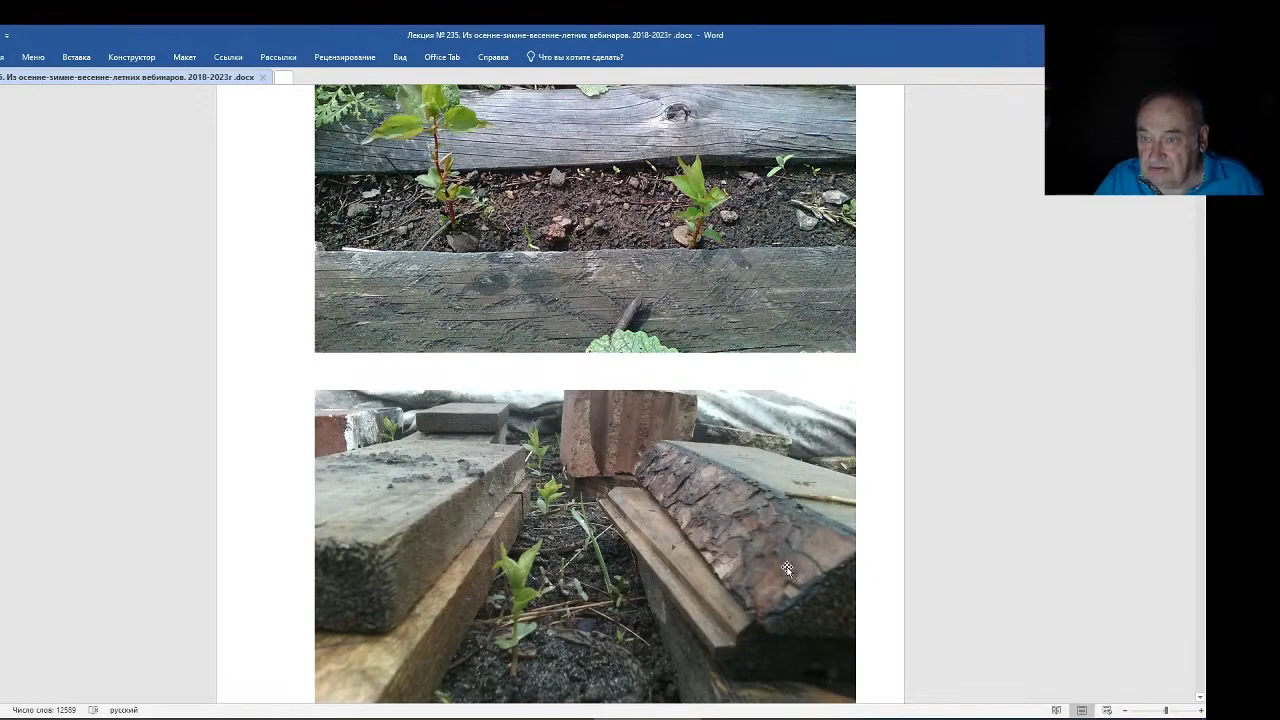 Лекция № 235. Из осенне-зимне-весенне-летних вебинаров. 2018-2023г .docx - Word
Меню Вставка Конструктор Макет Ссылки Рассылки Рецензирование Вид Office Tab Справка Что вы хотите сделать?
Из осенне-зимне-весенне-летних вебинаров. 2018-2023г .docx
Число слов: 12589 русский